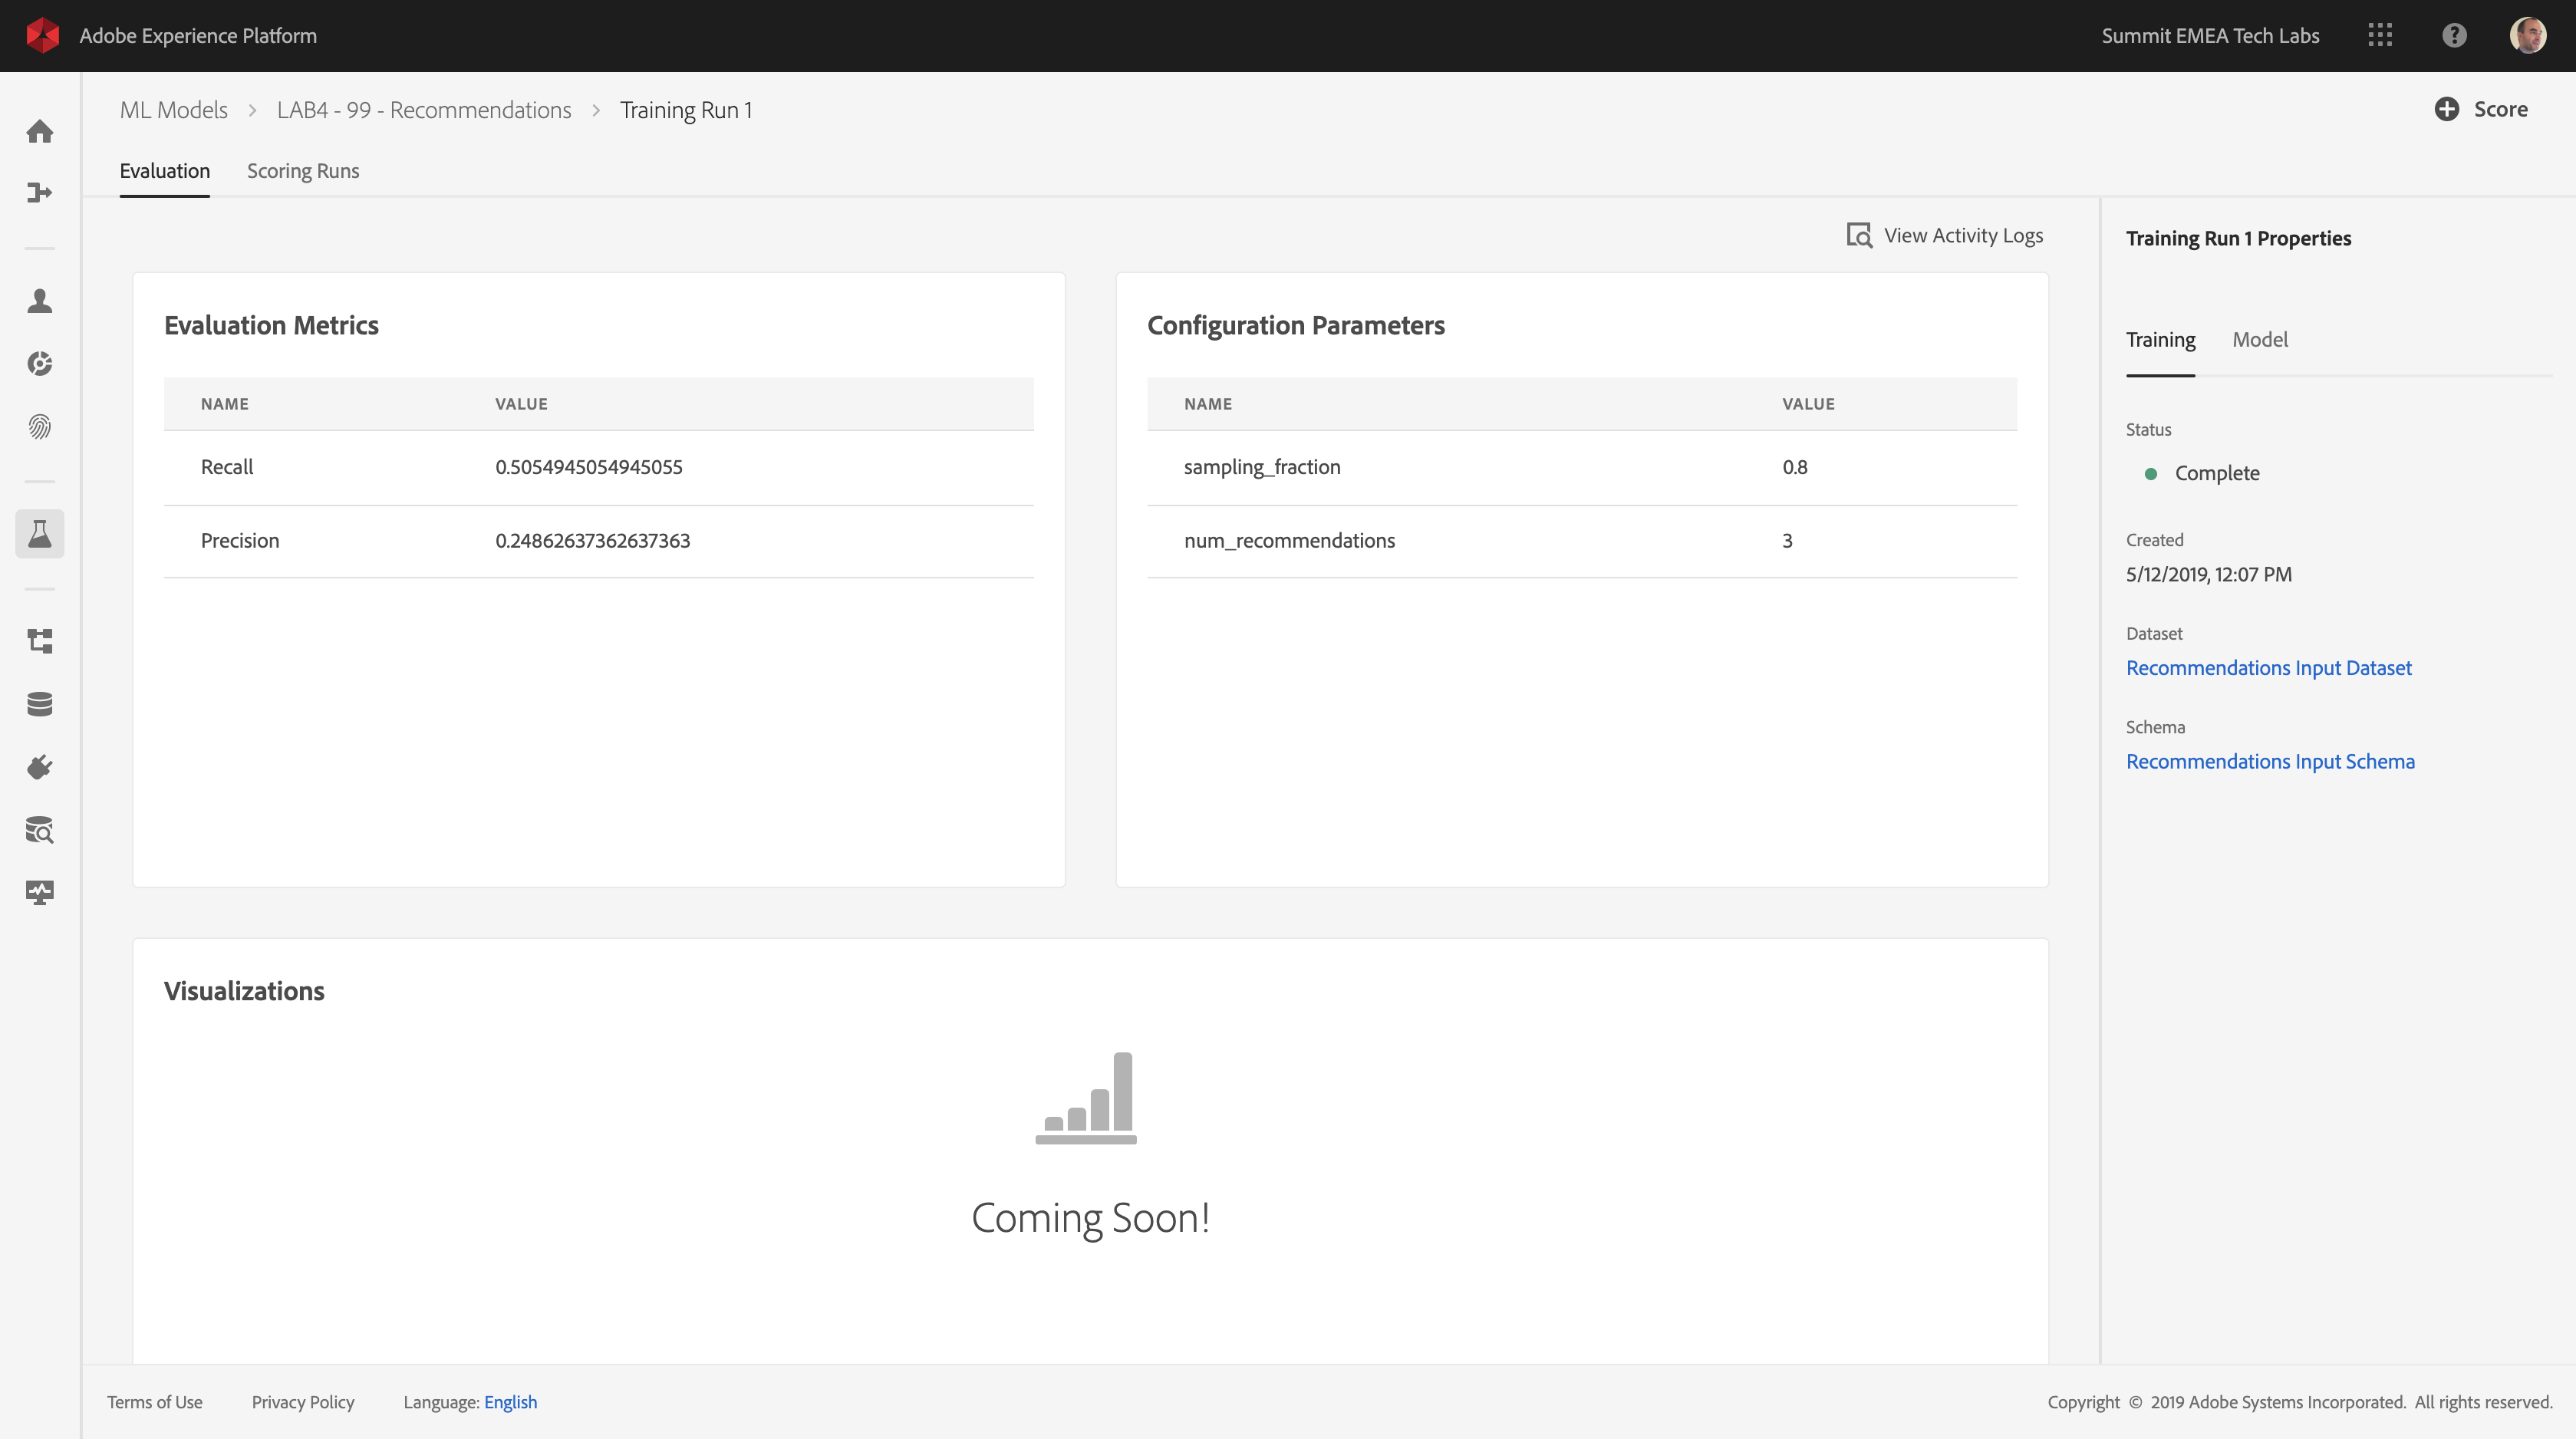 Adobe Experience Platform
Summit EMEA Tech Labs
ML Models > LAB4 - 99 - Recommendations > Training Run 1
Score
Evaluation
Scoring Runs
View Activity Logs
Evaluation Metrics
NAME VALUE
Recall 0.5054945054945055
Precision 0.24862637362637363
Configuration Parameters
NAME VALUE
sampling_fraction 0.8
num_recommendations 3
Visualizations
Coming Soon!
Training Run 1 Properties
Training Model
Status
Complete
Created
5/12/2019, 12:07 PM
Dataset
Recommendations Input Dataset
Schema
Recommendations Input Schema
Terms of Use
Privacy Policy
Language: English
Copyright © 2019 Adobe Systems Incorporated. All rights reserved.